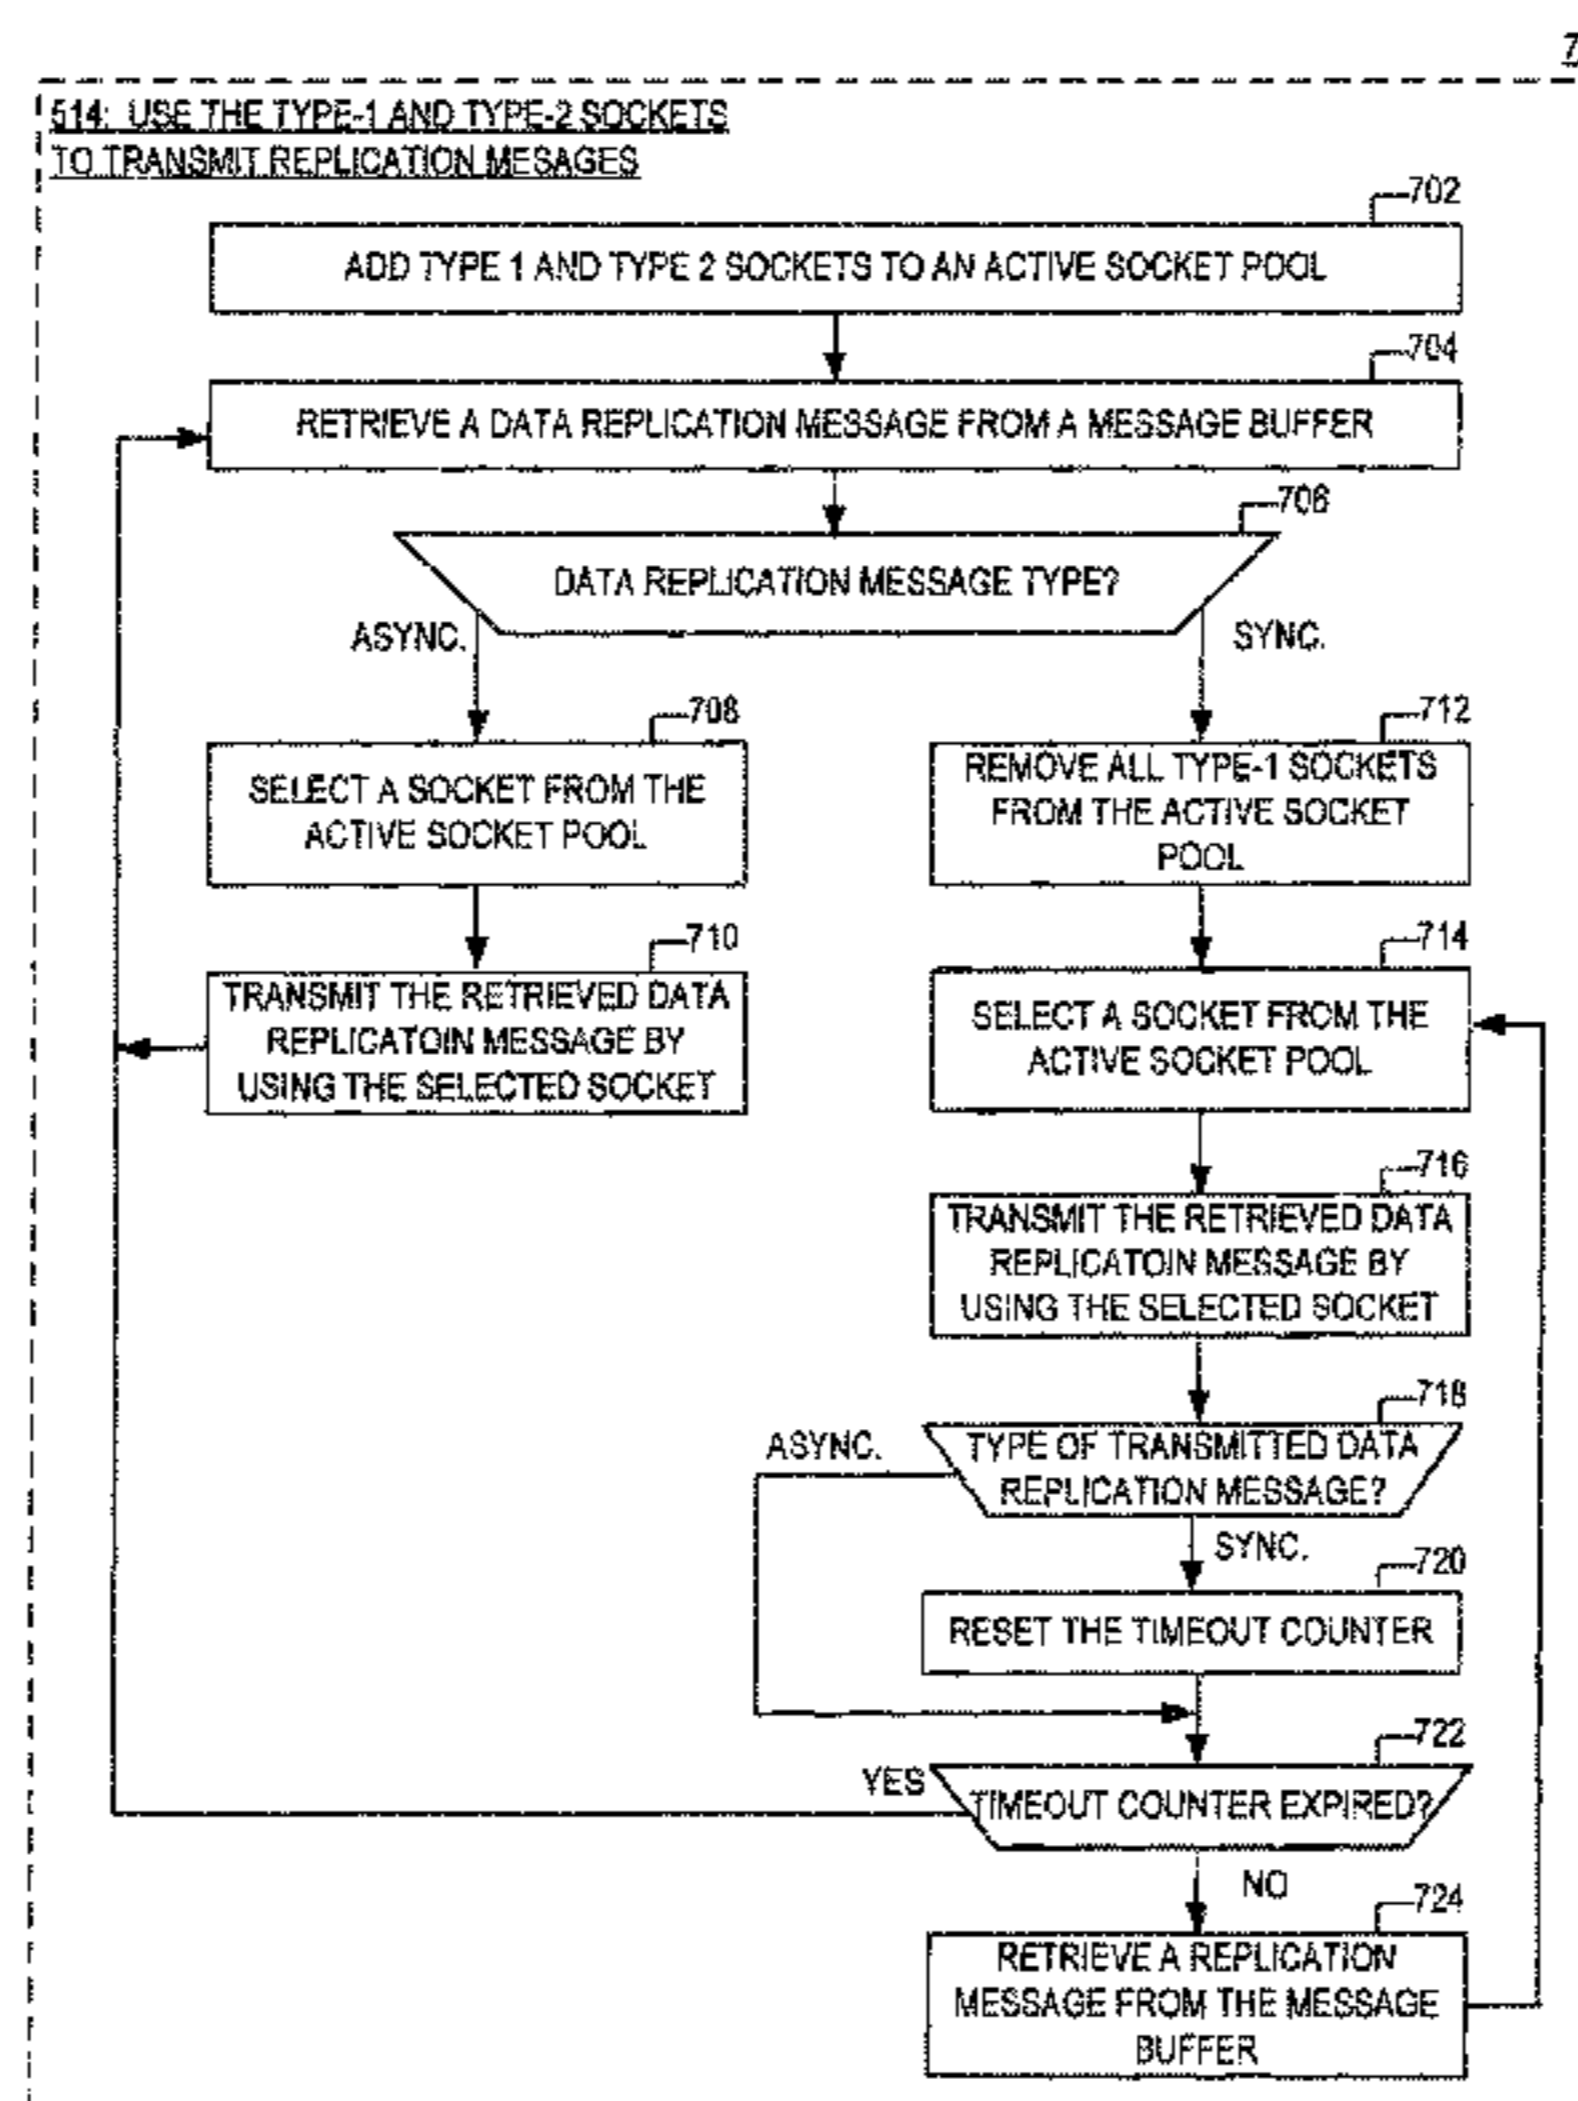 7
514: USE THE TYPE-1 AND TYPE-2 SOCKETS
TO TRANSMIT REPLICATION MESAGES
702
ADD TYPE 1 AND TYPE 2 SOCKETS TO AN ACTIVE SOCKET POOL
704
RETRIEVE A DATA REPLICATION MESSAGE FROM A MESSAGE BUFFER
706
DATA REPLICATION MESSAGE TYPE?
ASYNC.
SYNC.
708
SELECT A SOCKET FROM THE
ACTIVE SOCKET POOL
710
TRANSMIT THE RETRIEVED DATA
REPLICATOIN MESSAGE BY
USING THE SELECTED SOCKET
712
REMOVE ALL TYPE-1 SOCKETS
FROM THE ACTIVE SOCKET
POOL
714
SELECT A SOCKET FROM THE
ACTIVE SOCKET POOL
716
TRANSMIT THE RETRIEVED DATA
REPLICATOIN MESSAGE BY
USING THE SELECTED SOCKET
718
TYPE OF TRANSMITTED DATA
REPLICATION MESSAGE?
ASYNC.
SYNC.
720
RESET THE TIMEOUT COUNTER
722
YES
TIMEOUT COUNTER EXPIRED?
NO
724
RETRIEVE A REPLICATION
MESSAGE FROM THE MESSAGE
BUFFER